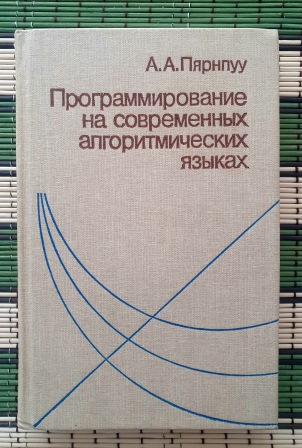 А.А.Пярнпуу
Программирование
на современных
алгоритмических
языках